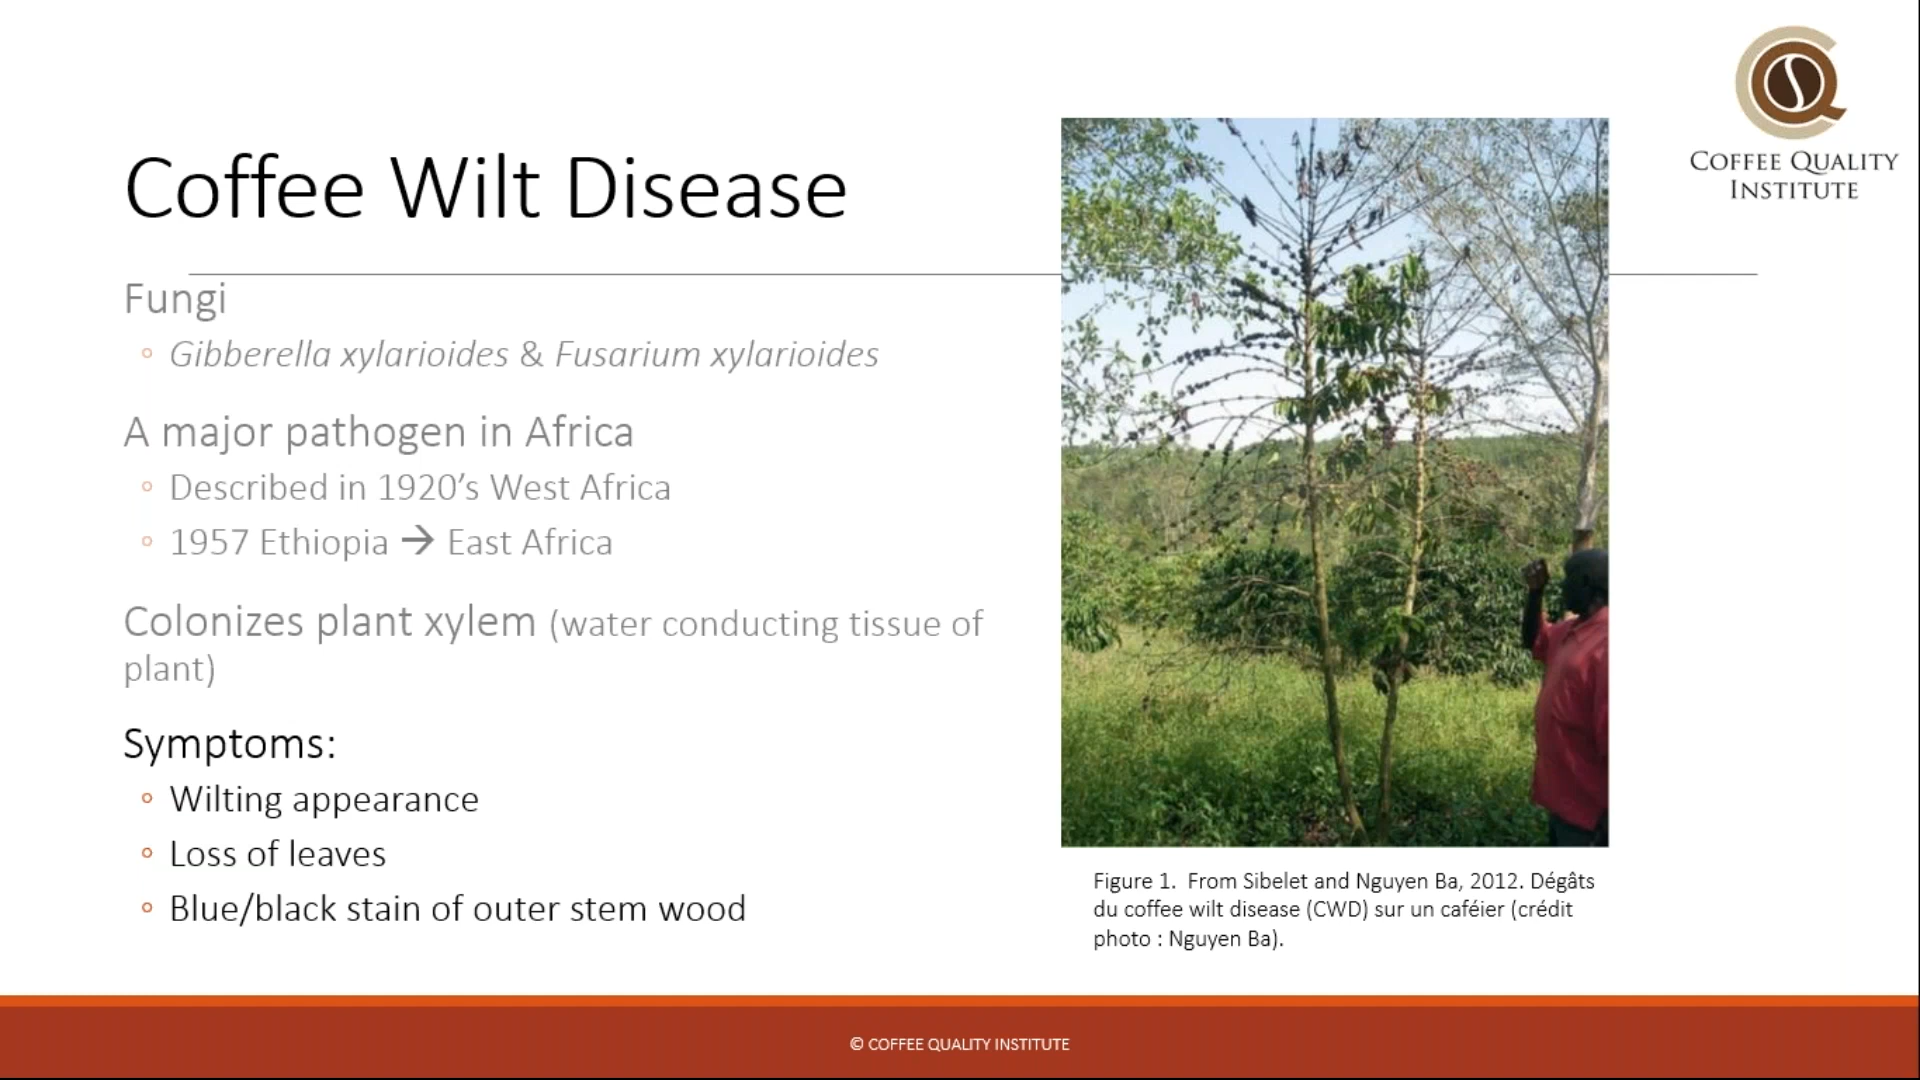 COFFEE QUALITY
INSTITUTE
Coffee Wilt Disease
Fungi
◦ Gibberella xylarioides & Fusarium xylarioides
A major pathogen in Africa
◦ Described in 1920’s West Africa
◦ 1957 Ethiopia → East Africa
Colonizes plant xylem (water conducting tissue of
plant)
Symptoms:
◦ Wilting appearance
◦ Loss of leaves
◦ Blue/black stain of outer stem wood
Figure 1. From Sibelet and Nguyen Ba, 2012. Dégâts
du coffee wilt disease (CWD) sur un caféier (crédit
photo : Nguyen Ba).
© COFFEE QUALITY INSTITUTE